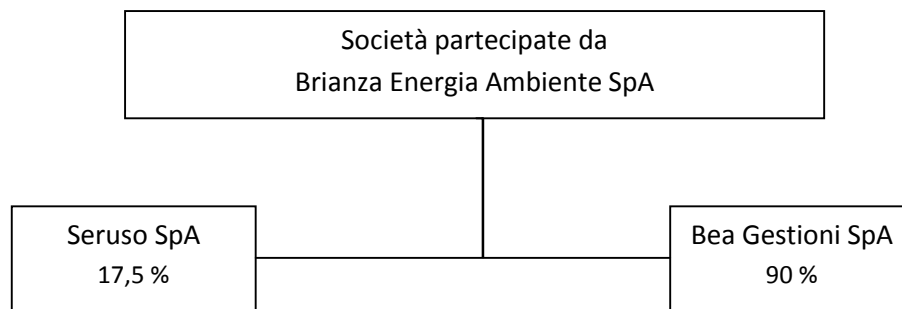 Società partecipate da
Brianza Energia Ambiente SpA
Seruso SpA
17,5 %
Bea Gestioni SpA
90 %